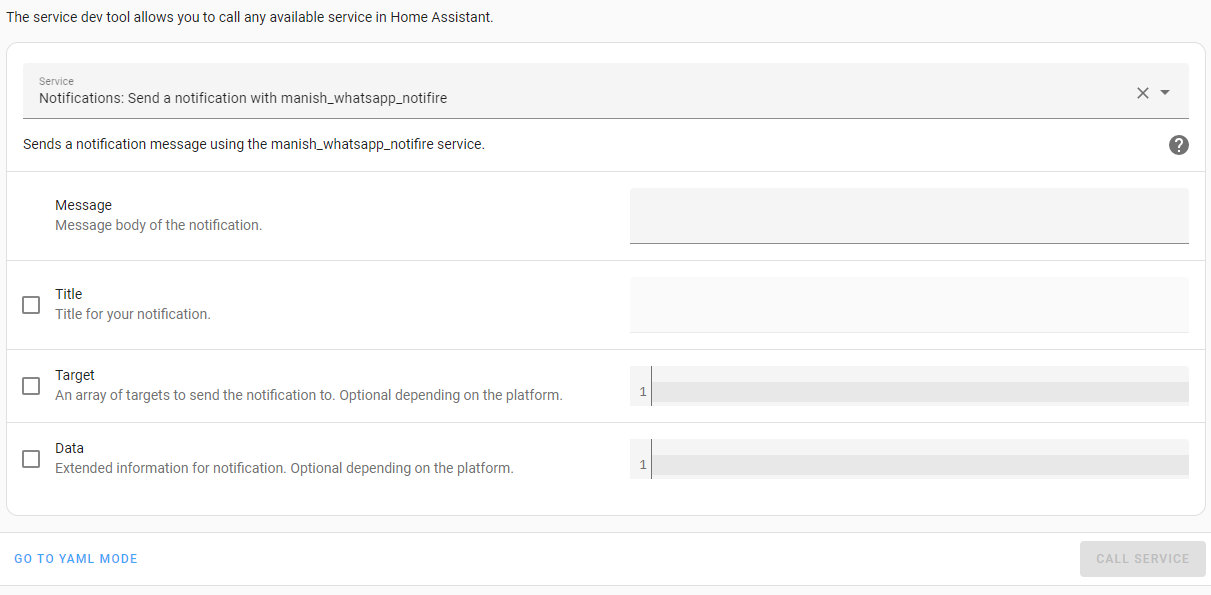 The service dev tool allows you to call any available service in Home Assistant.
Service
Notifications: Send a notification with manish_whatsapp_notifire
Sends a notification message using the manish_whatsapp_notifire service.
?
Message
Message body of the notification.
Title
Title for your notification.
Target
An array of targets to send the notification to. Optional depending on the platform.
1
Data
Extended information for notification. Optional depending on the platform.
1
GO TO YAML MODE
CALL SERVICE